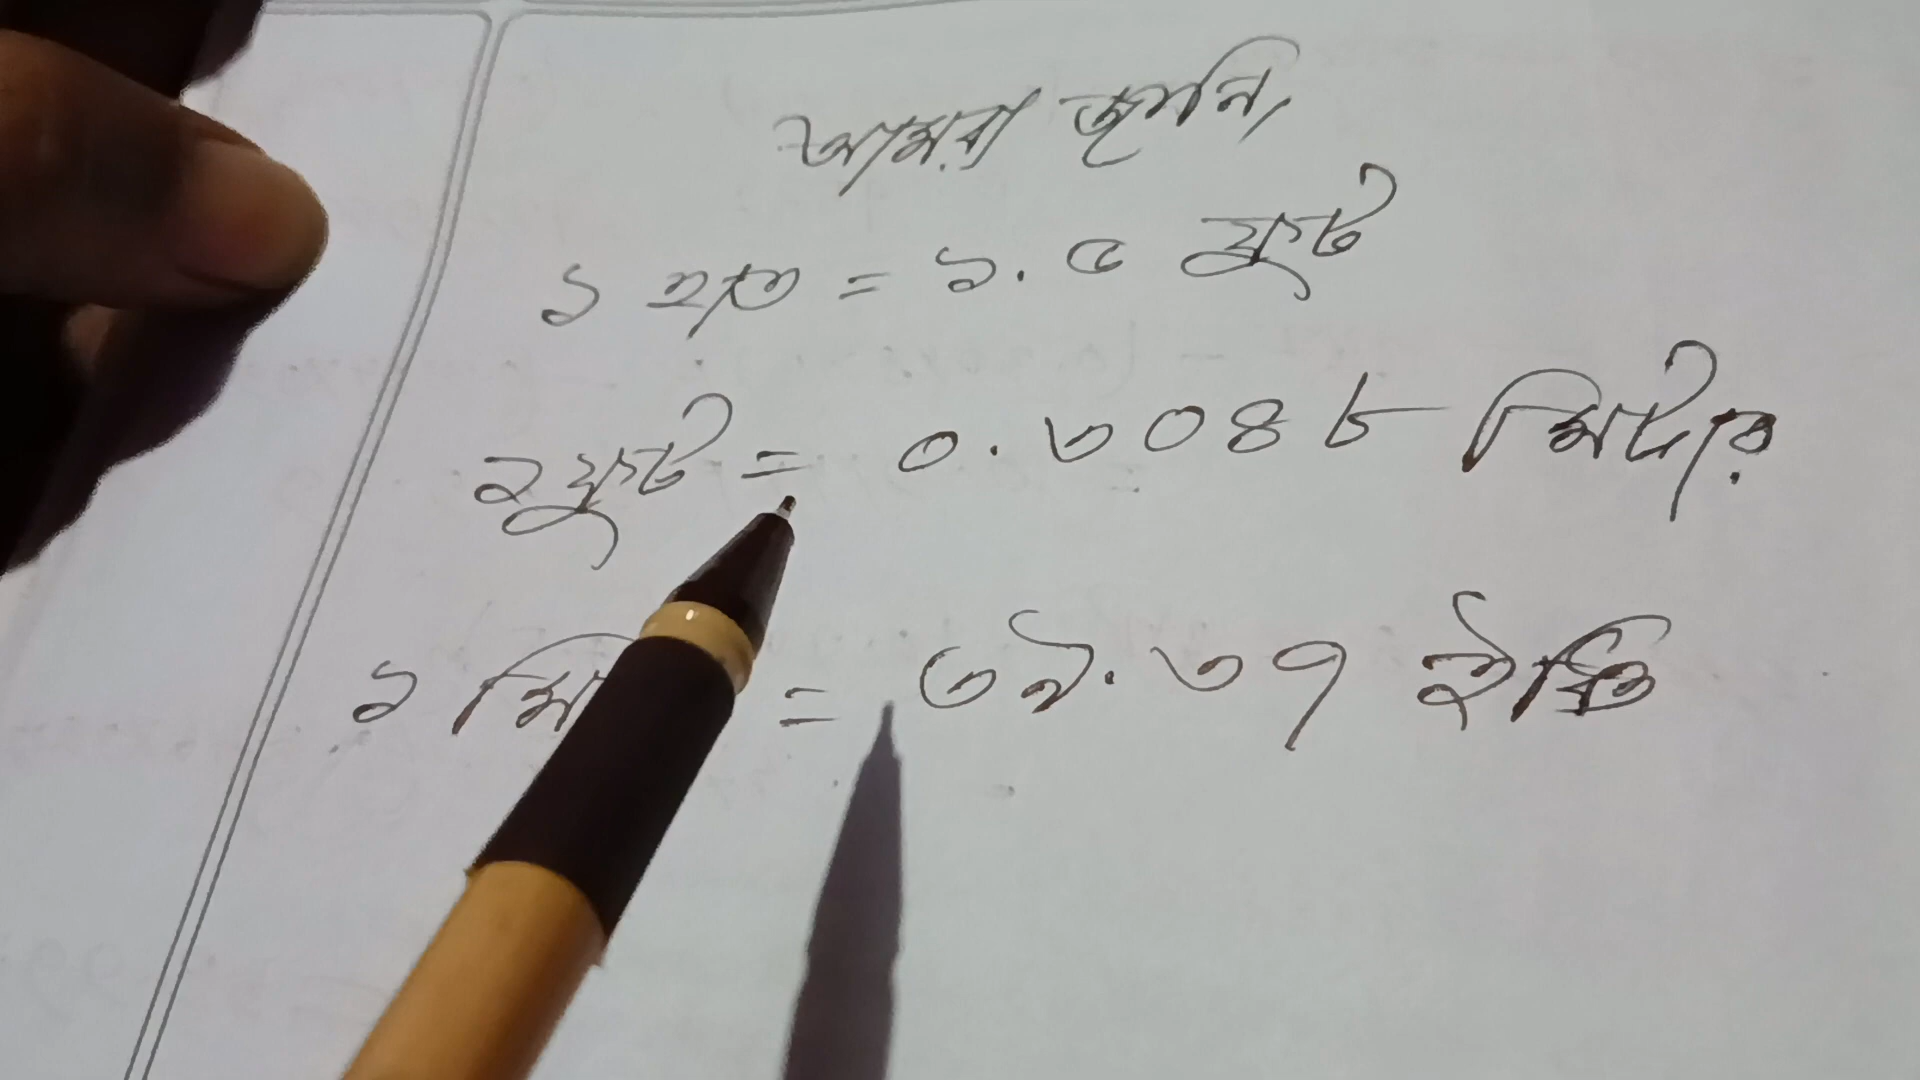 আমরা জানি,
১ হাত = ১.৫ ফুট
১ ফুট = ০.৩০৪৮ মিটার
১ মি = ৩৯.৩৭ ইঞ্চি